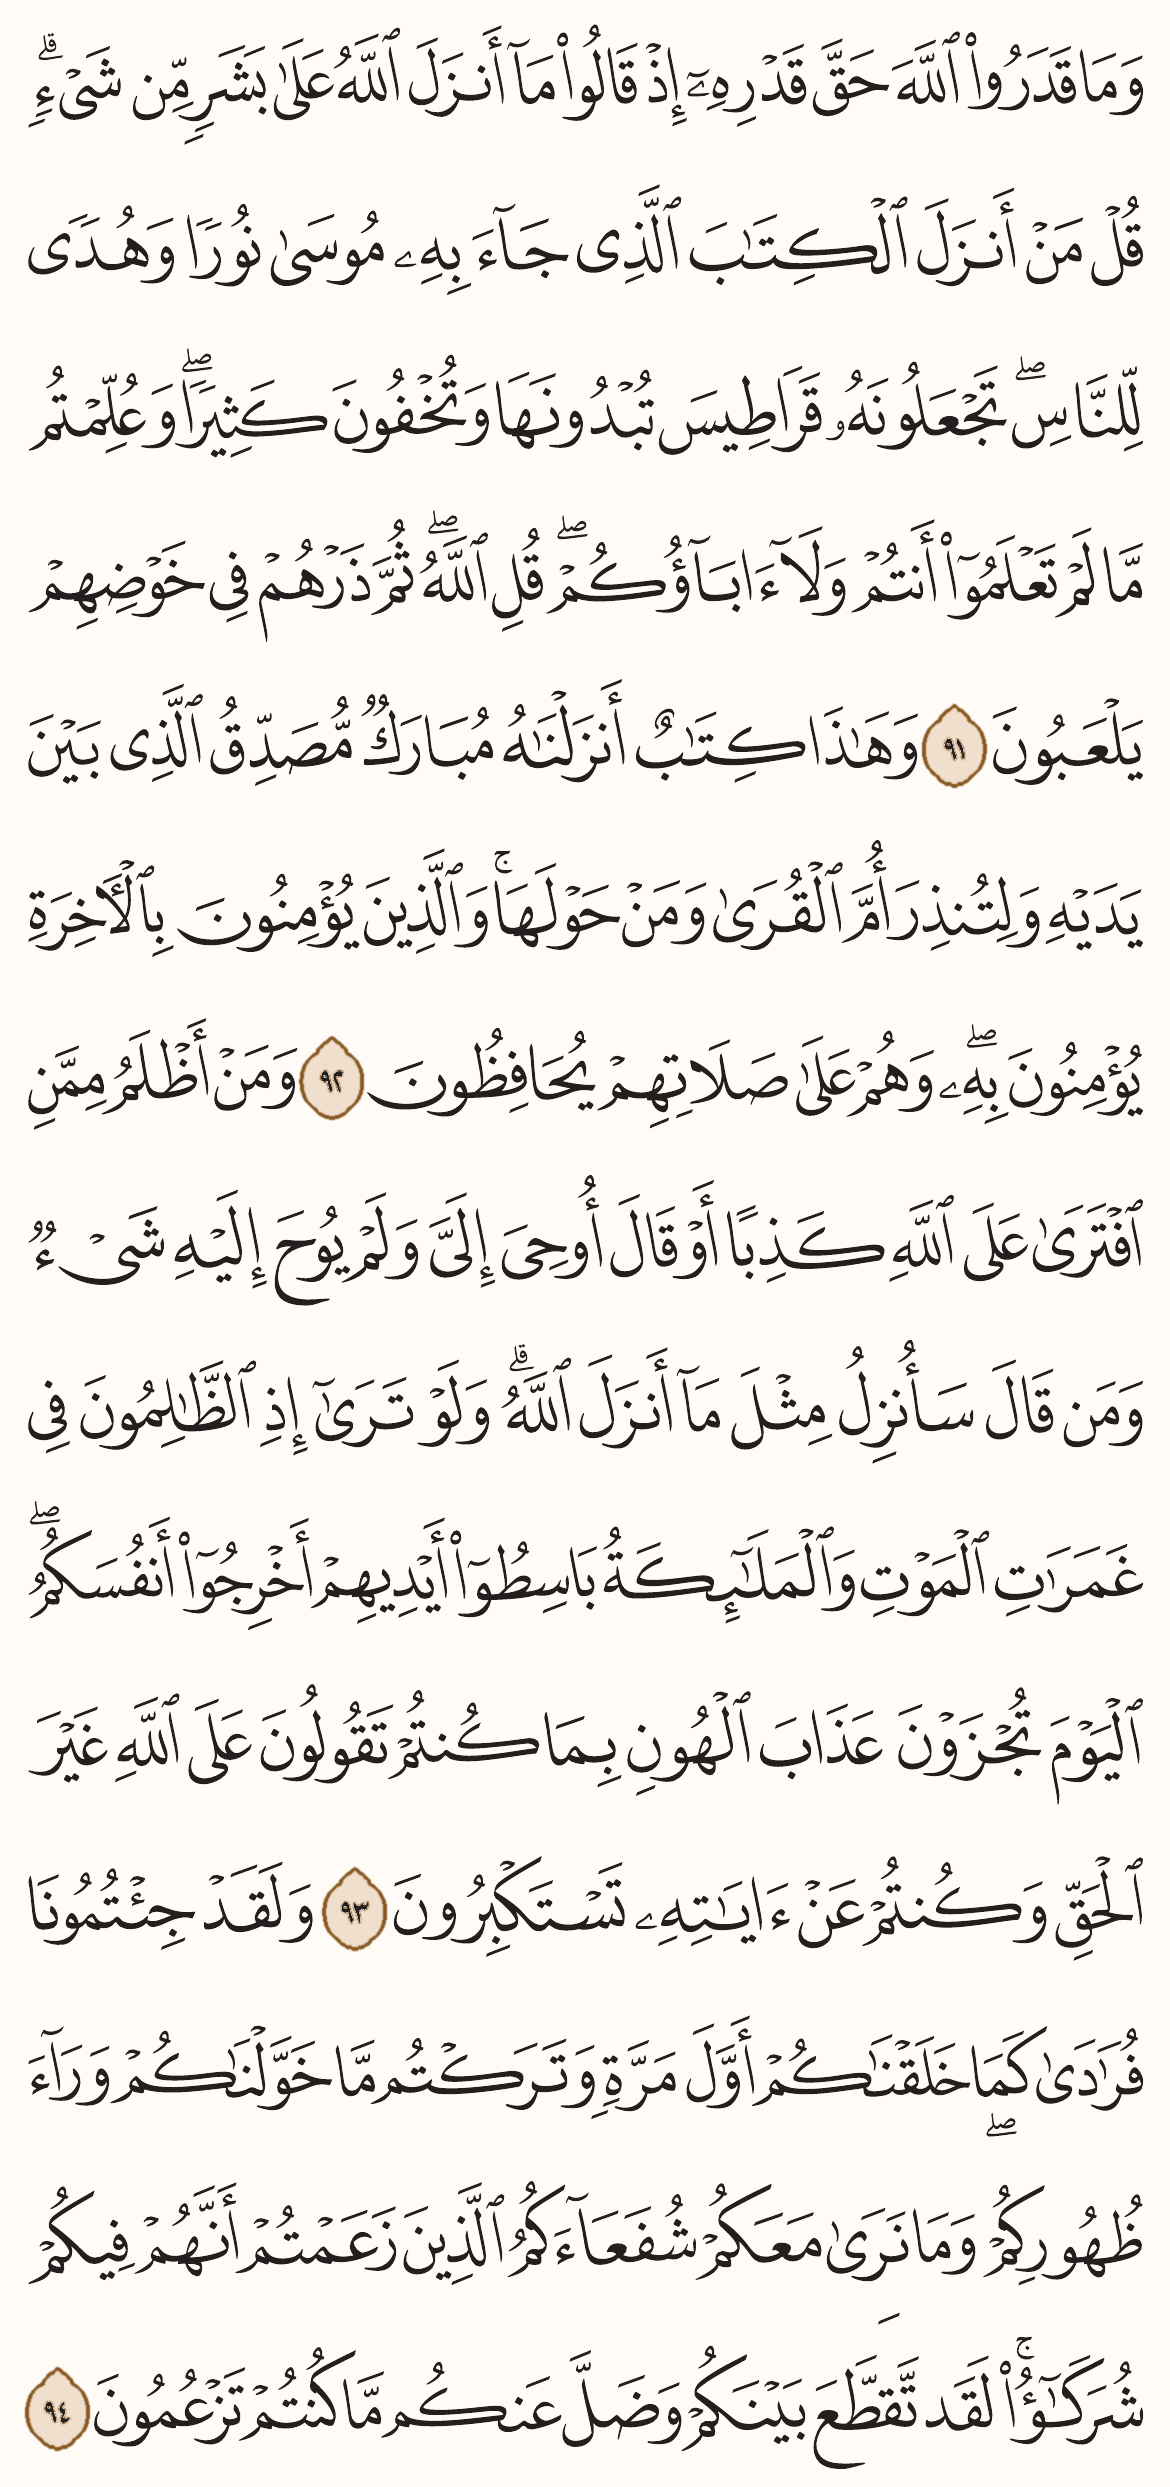 وَمَا قَدَرُوا۟ ٱللَّهَ حَقَّ قَدْرِهِۦٓ إِذْ قَالُوا۟ مَآ أَنزَلَ ٱللَّهُ عَلَىٰ بَشَرٍ مِّن شَىْءٍ ۗ
قُلْ مَنْ أَنزَلَ ٱلْكِتَٰبَ ٱلَّذِى جَآءَ بِهِۦ مُوسَىٰ نُورًا وَهُدًى
لِّلنَّاسِ ۖ تَجْعَلُونَهُۥ قَرَاطِيسَ تُبْدُونَهَا وَتُخْفُونَ كَثِيرًا ۖ وَعُلِّمْتُم
مَّا لَمْ تَعْلَمُوٓا۟ أَنتُمْ وَلَآ ءَابَآؤُكُمْ ۖ قُلِ ٱللَّهُ ۖ ثُمَّ ذَرْهُمْ فِى خَوْضِهِمْ
يَلْعَبُونَ ٩١ وَهَٰذَا كِتَٰبٌ أَنزَلْنَٰهُ مُبَارَكٌ مُّصَدِّقُ ٱلَّذِى بَيْنَ
يَدَيْهِ وَلِتُنذِرَ أُمَّ ٱلْقُرَىٰ وَمَنْ حَوْلَهَا ۚ وَٱلَّذِينَ يُؤْمِنُونَ بِٱلْءَاخِرَةِ
يُؤْمِنُونَ بِهِۦ ۖ وَهُمْ عَلَىٰ صَلَاتِهِمْ يُحَافِظُونَ ٩٢ وَمَنْ أَظْلَمُ مِمَّنِ
ٱفْتَرَىٰ عَلَى ٱللَّهِ كَذِبًا أَوْ قَالَ أُوحِىَ إِلَىَّ وَلَمْ يُوحَ إِلَيْهِ شَىْءٌ
وَمَن قَالَ سَأُنزِلُ مِثْلَ مَآ أَنزَلَ ٱللَّهُ ۗ وَلَوْ تَرَىٰٓ إِذِ ٱلظَّٰلِمُونَ فِى
غَمَرَٰتِ ٱلْمَوْتِ وَٱلْمَلَٰٓئِكَةُ بَاسِطُوٓا۟ أَيْدِيهِمْ أَخْرِجُوٓا۟ أَنفُسَكُمُ ۖ
ٱلْيَوْمَ تُجْزَوْنَ عَذَابَ ٱلْهُونِ بِمَا كُنتُمْ تَقُولُونَ عَلَى ٱللَّهِ غَيْرَ
ٱلْحَقِّ وَكُنتُمْ عَنْ ءَايَٰتِهِۦ تَسْتَكْبِرُونَ ٩٣ وَلَقَدْ جِئْتُمُونَا
فُرَٰدَىٰ كَمَا خَلَقْنَٰكُمْ أَوَّلَ مَرَّةٍ وَتَرَكْتُم مَّا خَوَّلْنَٰكُمْ وَرَآءَ
ظُهُورِكُمْ ۖ وَمَا نَرَىٰ مَعَكُمْ شُفَعَآءَكُمُ ٱلَّذِينَ زَعَمْتُمْ أَنَّهُمْ فِيكُمْ
شُرَكَٰٓؤُا۟ ۚ لَقَد تَّقَطَّعَ بَيْنَكُمْ وَضَلَّ عَنكُم مَّا كُنتُمْ تَزْعُمُونَ ٩٤